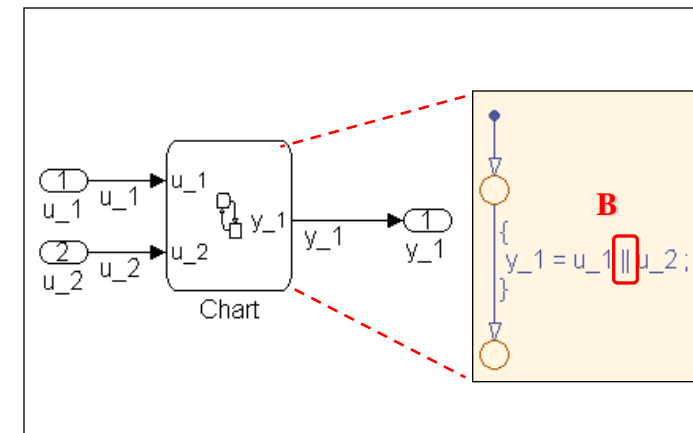 1
u_1
u_1
u_1
2
u_2
u_2
u_2
y_1
Chart
y_1
1
y_1
B
{
y_1 = u_1 || u_2 ;
}